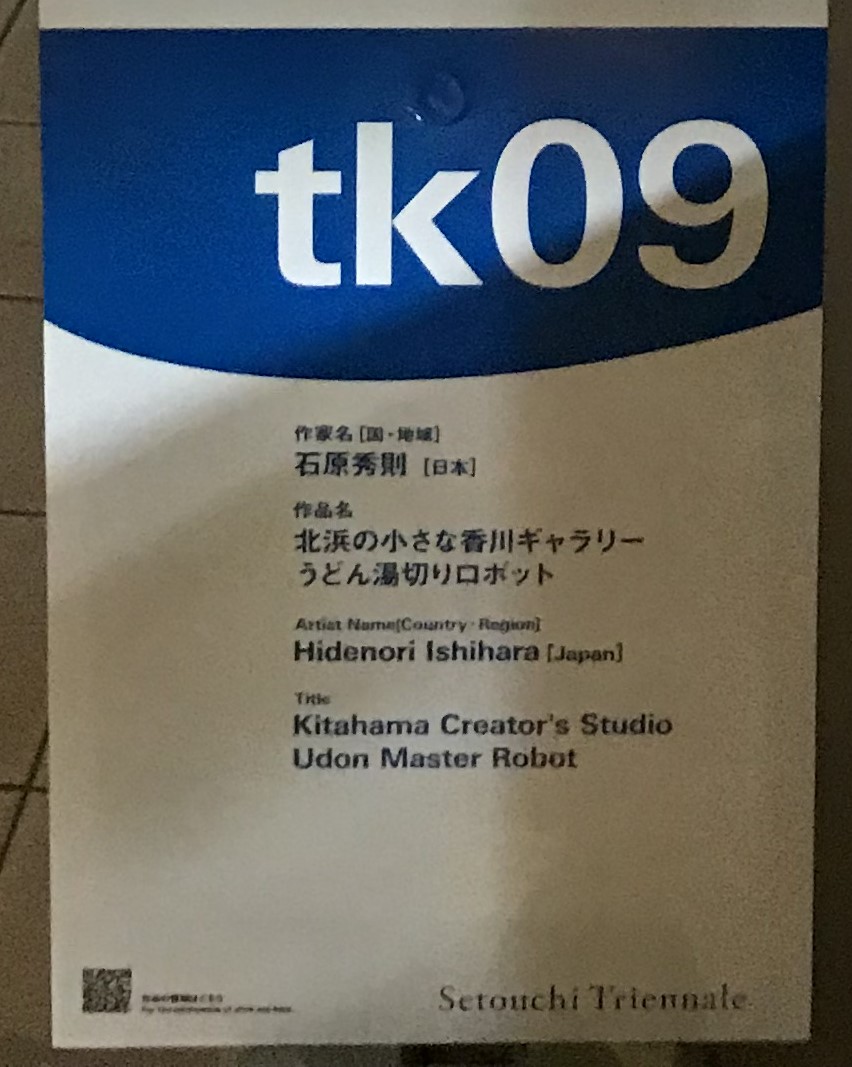 tk09
作家名 [国・地域]
石原秀則 [日本]
作品名
北浜の小さな香川ギャラリー
うどん湯切りロボット
Artist Name[Country・Region]
Hidenori Ishihara [Japan]
Title
Kitahama Creator's Studio
Udon Master Robot
Setouchi Triennale